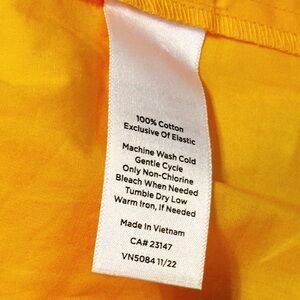 100% Cotton
Exclusive Of Elastic
Machine Wash Cold
Gentle Cycle
Only Non-Chlorine
Bleach When Needed
Tumble Dry Low
Warm Iron, If Needed
Made In Vietnam
CA# 23147
VN5084 11/22